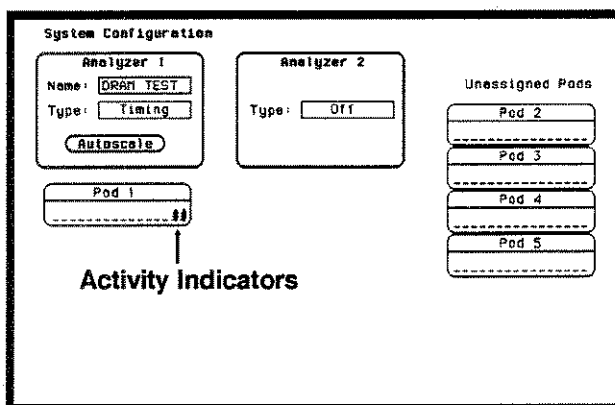 System Configuration
Analyzer 1
Name: DRAM TEST
Type: Timing
Autoscale
Analyzer 2
Type: Off
Unassigned Pods
Pod 2
Pod 3
Pod 4
Pod 5
Pod 1
Activity Indicators